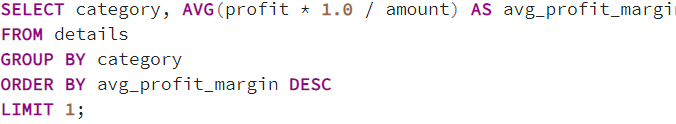 SELECT category, AVG(profit * 1.0 / amount) AS avg_profit_margi
FROM details
GROUP BY category
ORDER BY avg_profit_margin DESC
LIMIT 1;